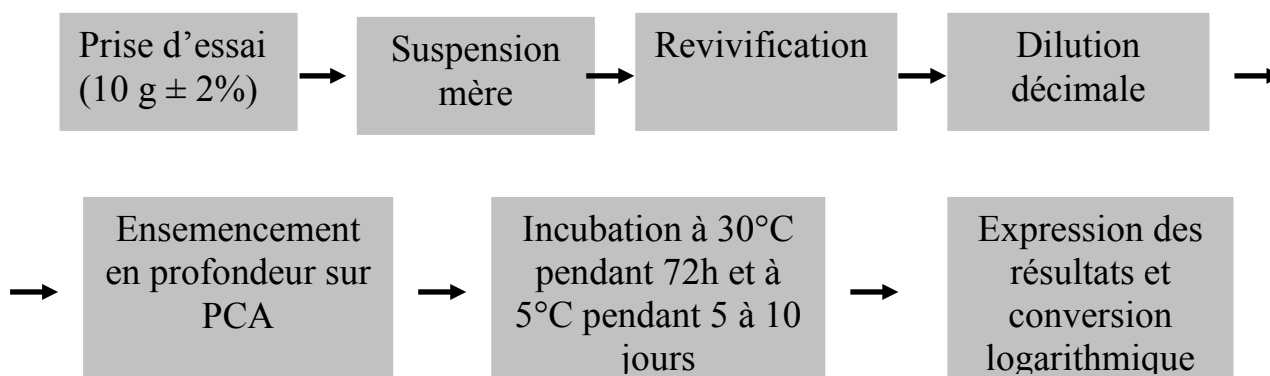 Prise d’essai
(10 g ± 2%)
Suspension
mère
Revivification
Dilution
décimale
Ensemencement
en profondeur sur
PCA
Incubation à 30°C
pendant 72h et à
5°C pendant 5 à 10
jours
Expression des
résultats et
conversion
logarithmique